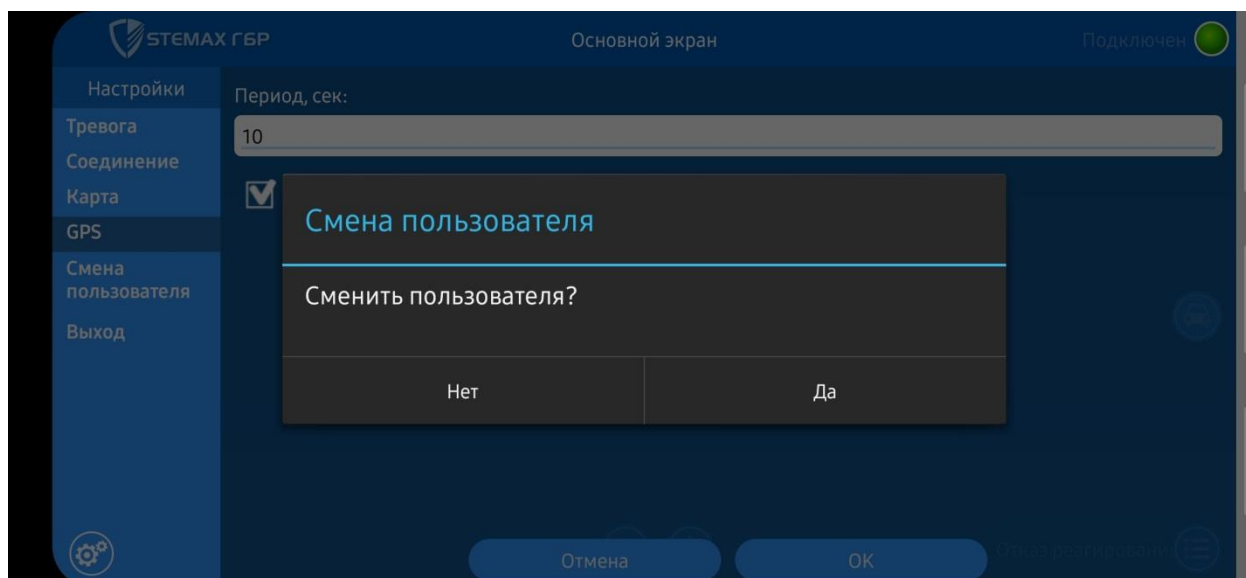 STEMAX ГБР
Основной экран
Подключен
Настройки
Период, сек:
Тревога
10
Соединение
Карта
GPS
Смена
пользователя
Выход
Смена пользователя
Сменить пользователя?
Нет
Да
Отмена
OK
Отказ реагирования